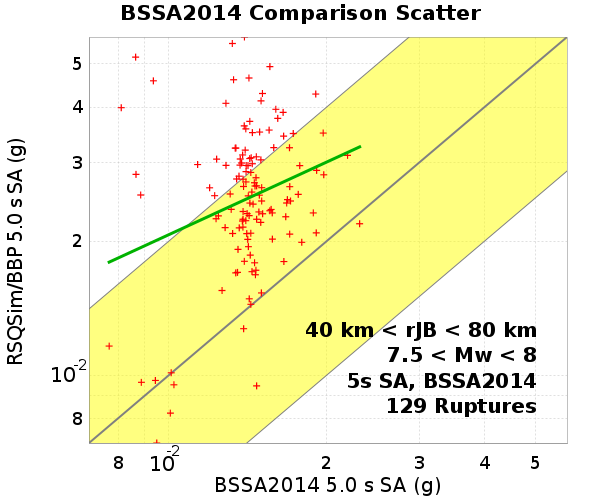 BSSA2014 Comparison Scatter
RSQSim/BBP 5.0 s SA (g)
5
4
3
2
10-2
8
40 km < rJB < 80 km
7.5 < Mw < 8
5s SA, BSSA2014
129 Ruptures
8 10-2 2 3 4 5
BSSA2014 5.0 s SA (g)